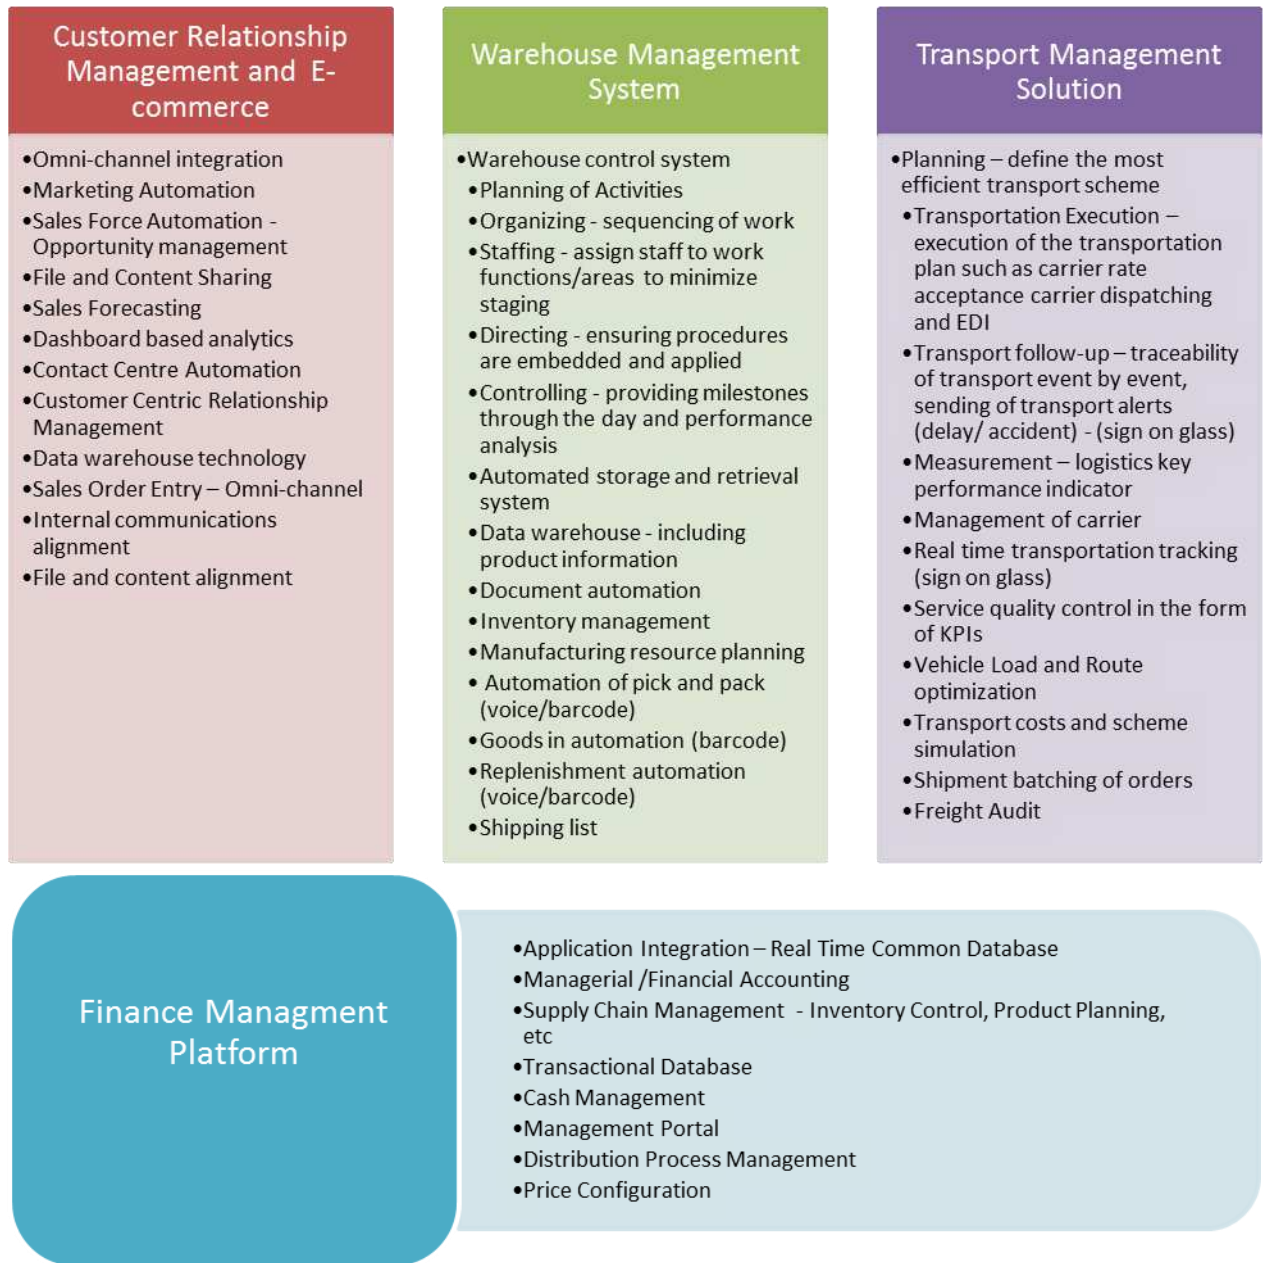 Customer Relationship
Management and E-
commerce
•Omni-channel integration
•Marketing Automation
•Sales Force Automation -
Opportunity management
•File and Content Sharing
•Sales Forecasting
•Dashboard based analytics
•Contact Centre Automation
•Customer Centric Relationship
Management
•Data warehouse technology
•Sales Order Entry – Omni-channel
•Internal communications
alignment
•File and content alignment
Warehouse Management
System
•Warehouse control system
•Planning of Activities
•Organizing - sequencing of work
•Staffing - assign staff to work
functions/areas to minimize
staging
•Directing - ensuring procedures
are embedded and applied
•Controlling - providing milestones
through the day and performance
analysis
•Automated storage and retrieval
system
•Data warehouse - including
product information
•Document automation
•Inventory management
•Manufacturing resource planning
• Automation of pick and pack
(voice/barcode)
•Goods in automation (barcode)
•Replenishment automation
(voice/barcode)
•Shipping list
Transport Management
Solution
•Planning – define the most
efficient transport scheme
•Transportation Execution –
execution of the transportation
plan such as carrier rate
acceptance carrier dispatching
and EDI
•Transport follow-up – traceability
of transport event by event,
sending of transport alerts
(delay/ accident) - (sign on glass)
•Measurement – logistics key
performance indicator
•Management of carrier
•Real time transportation tracking
(sign on glass)
•Service quality control in the form
of KPIs
•Vehicle Load and Route
optimization
•Transport costs and scheme
simulation
•Shipment batching of orders
•Freight Audit
Finance Managment
Platform
•Application Integration – Real Time Common Database
•Managerial /Financial Accounting
•Supply Chain Management - Inventory Control, Product Planning,
etc
•Transactional Database
•Cash Management
•Management Portal
•Distribution Process Management
•Price Configuration